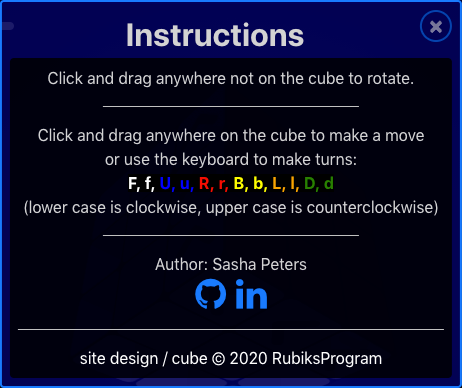 Instructions
Click and drag anywhere not on the cube to rotate.
Click and drag anywhere on the cube to make a move
or use the keyboard to make turns:
F, f, U, u, R, r, B, b, L, l, D, d
(lower case is clockwise, upper case is counterclockwise)
Author: Sasha Peters
in
site design / cube © 2020 RubiksProgram